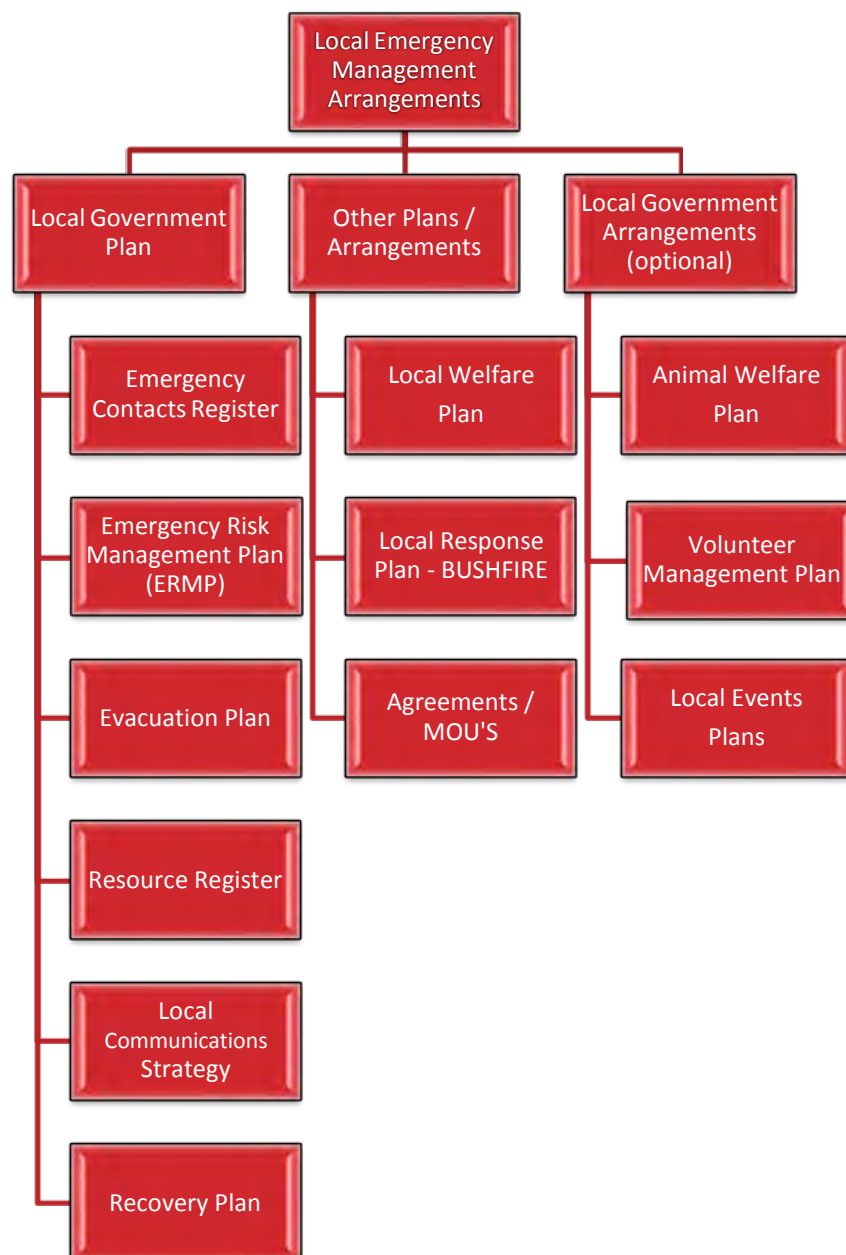 Local Emergency
Management
Arrangements
Local Government
Plan
Other Plans /
Arrangements
Local Government
Arrangements
(optional)
Emergency
Contacts Register
Local Welfare
Plan
Animal Welfare
Plan
Emergency Risk
Management Plan
(ERMP)
Local Response
Plan - BUSHFIRE
Volunteer
Management Plan
Evacuation Plan
Agreements /
MOU'S
Local Events
Plans
Resource Register
Local
Communications
Strategy
Recovery Plan